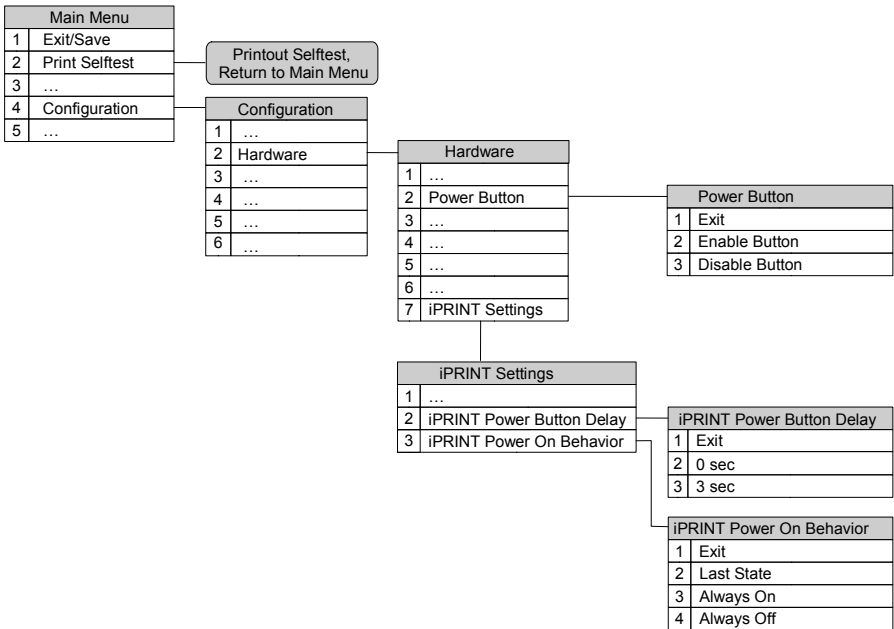 Main Menu
1 Exit/Save
2 Print Selftest
3 …
4 Configuration
5 …
Printout Selftest,
Return to Main Menu
Configuration
1 …
2 Hardware
3 …
4 …
5 …
6 …
Hardware
1 …
2 Power Button
3 …
4 …
5 …
6 …
7 iPRINT Settings
Power Button
1 Exit
2 Enable Button
3 Disable Button
iPRINT Settings
1 …
2 iPRINT Power Button Delay
3 iPRINT Power On Behavior
iPRINT Power Button Delay
1 Exit
2 0 sec
3 3 sec
iPRINT Power On Behavior
1 Exit
2 Last State
3 Always On
4 Always Off